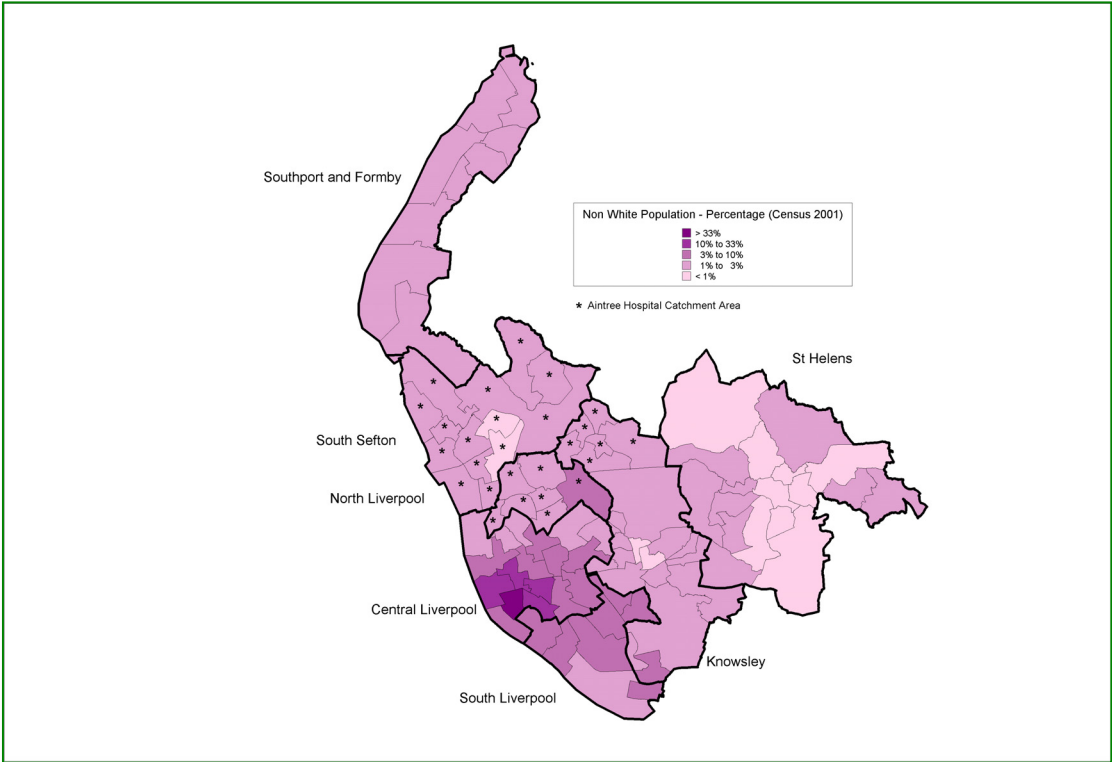 Southport and Formby
Non White Population - Percentage (Census 2001)
> 33%
10% to 33%
3% to 10%
1% to 3%
< 1%
* Aintree Hospital Catchment Area
St Helens
South Sefton
North Liverpool
Central Liverpool
Knowsley
South Liverpool